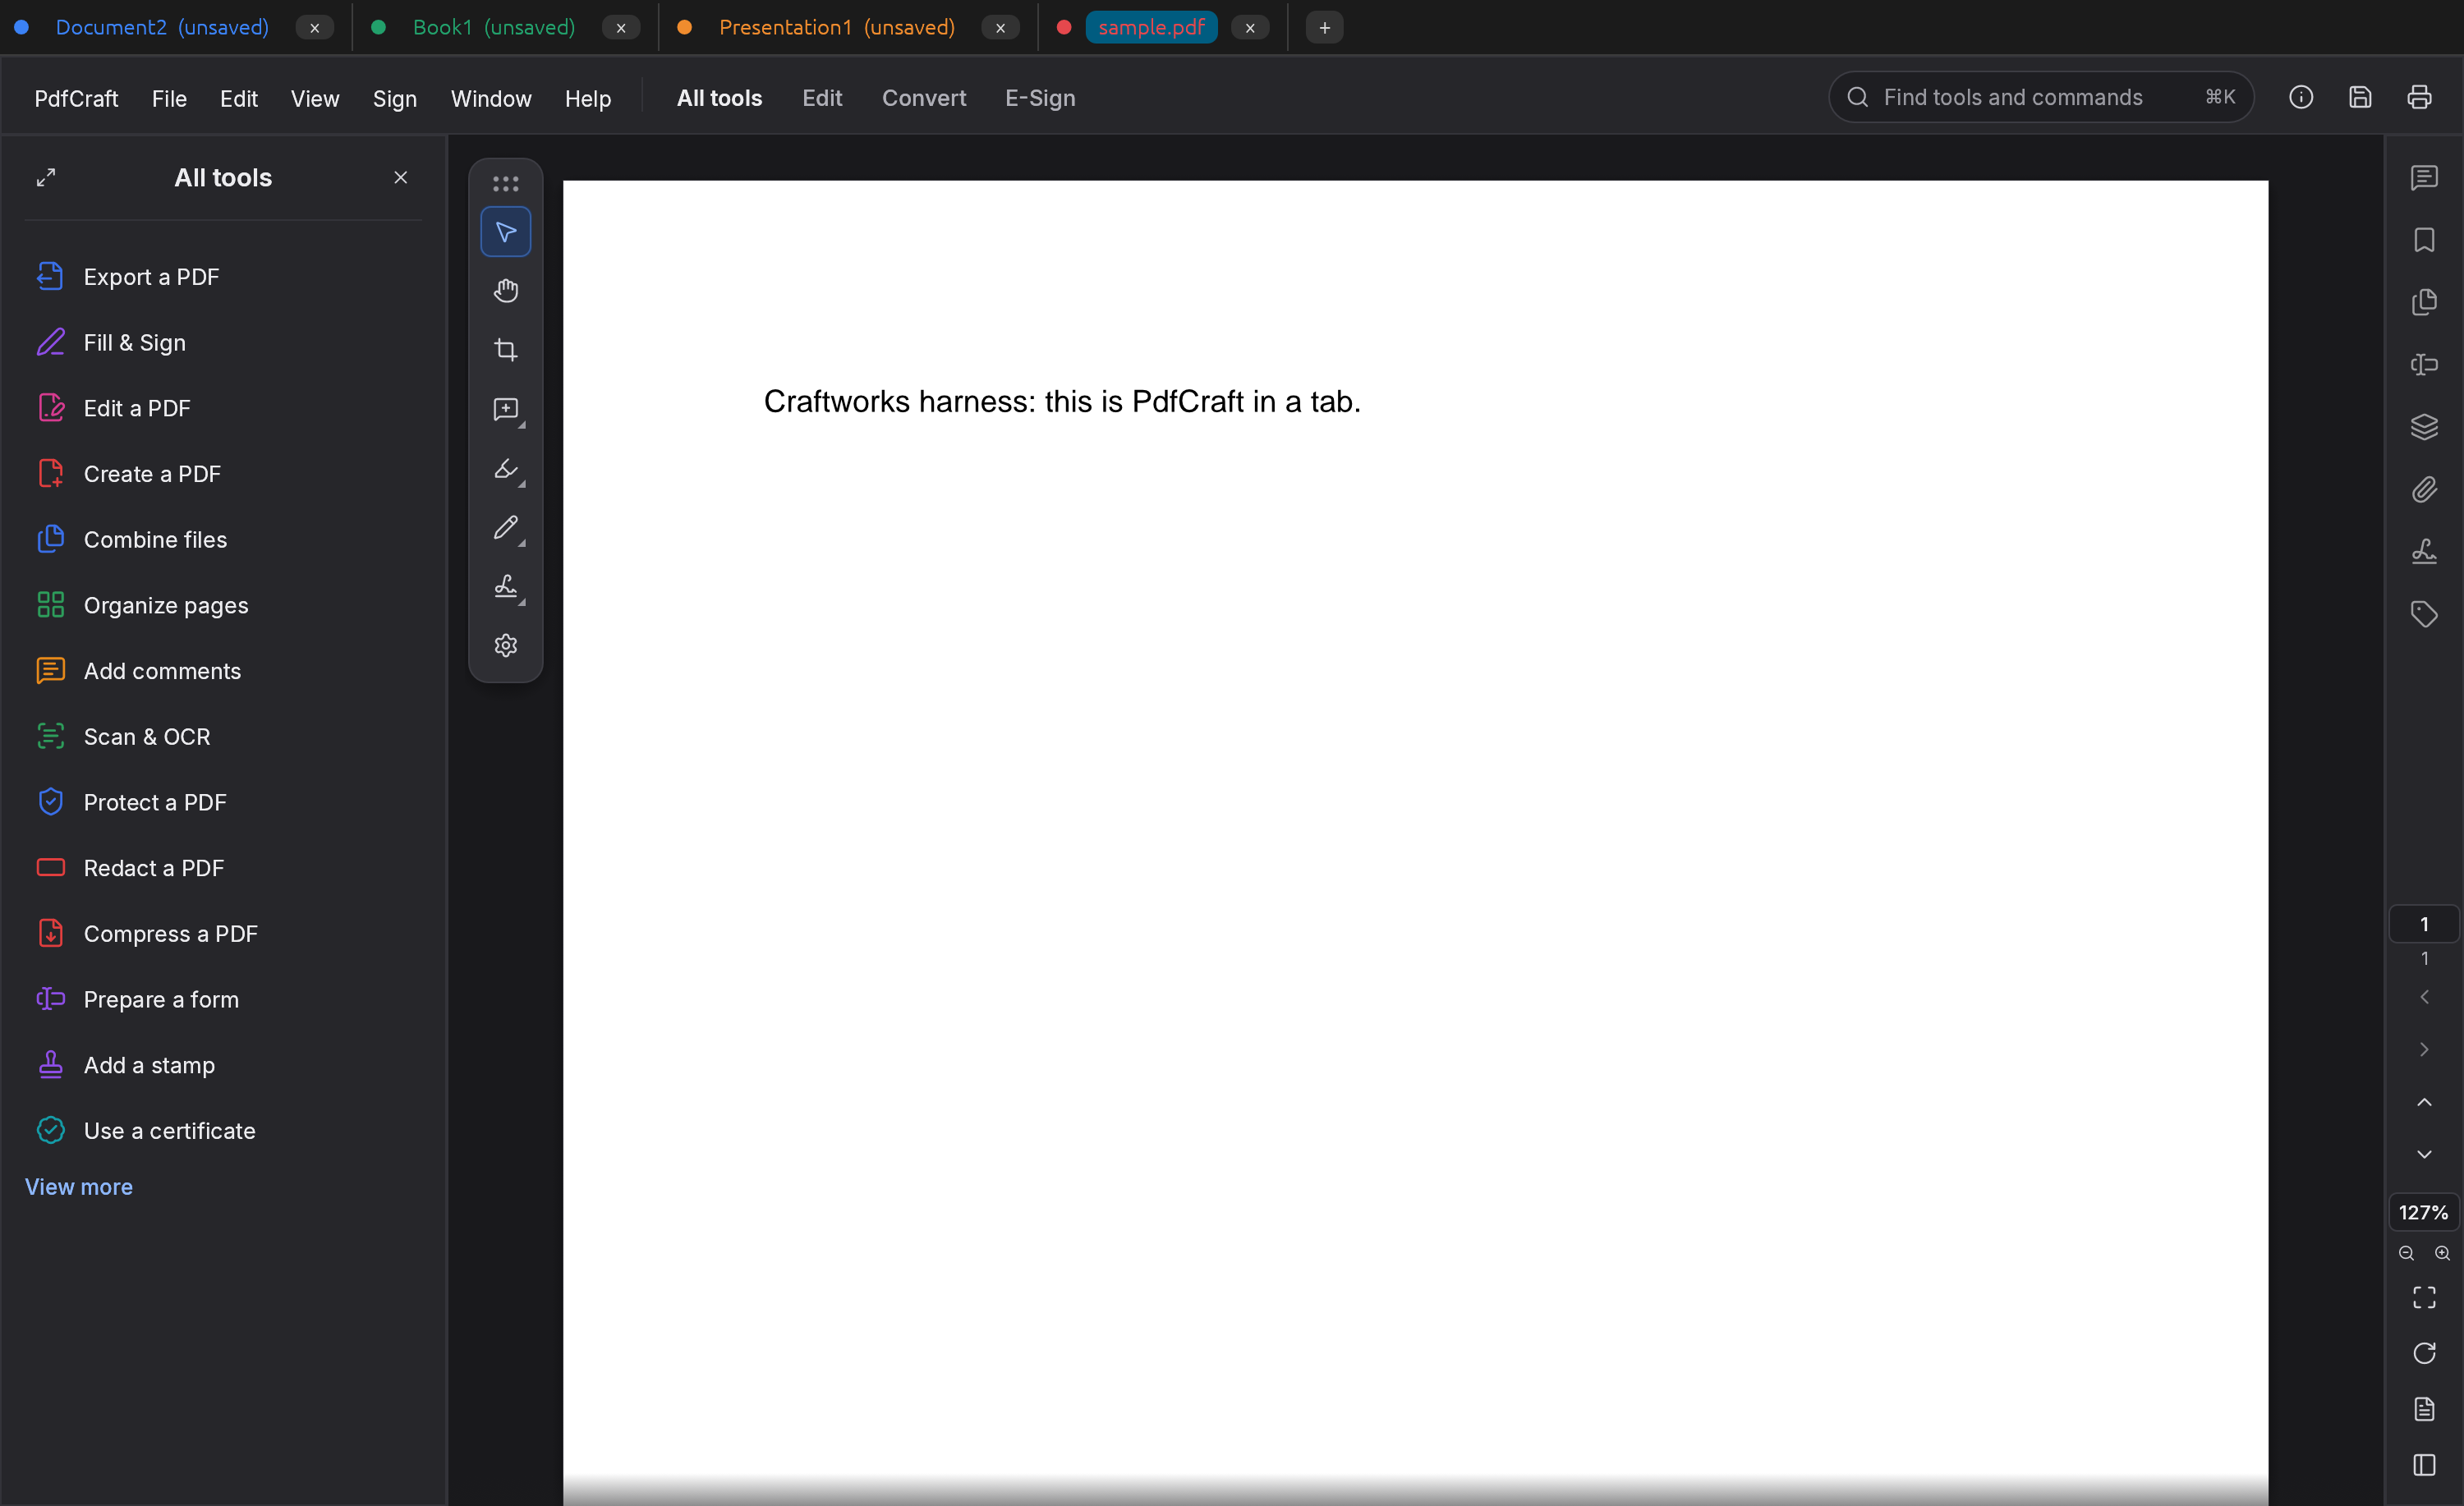 Document2 (unsaved) x Book1 (unsaved) x Presentation1 (unsaved) x sample.pdf x +
PdfCraft File Edit View Sign Window Help All tools Edit Convert E-Sign Find tools and commands ⌘K
All tools
Export a PDF
Fill & Sign
Edit a PDF
Create a PDF
Combine files
Organize pages
Add comments
Scan & OCR
Protect a PDF
Redact a PDF
Compress a PDF
Prepare a form
Add a stamp
Use a certificate
View more
Craftworks harness: this is PdfCraft in a tab.
1
1
127%